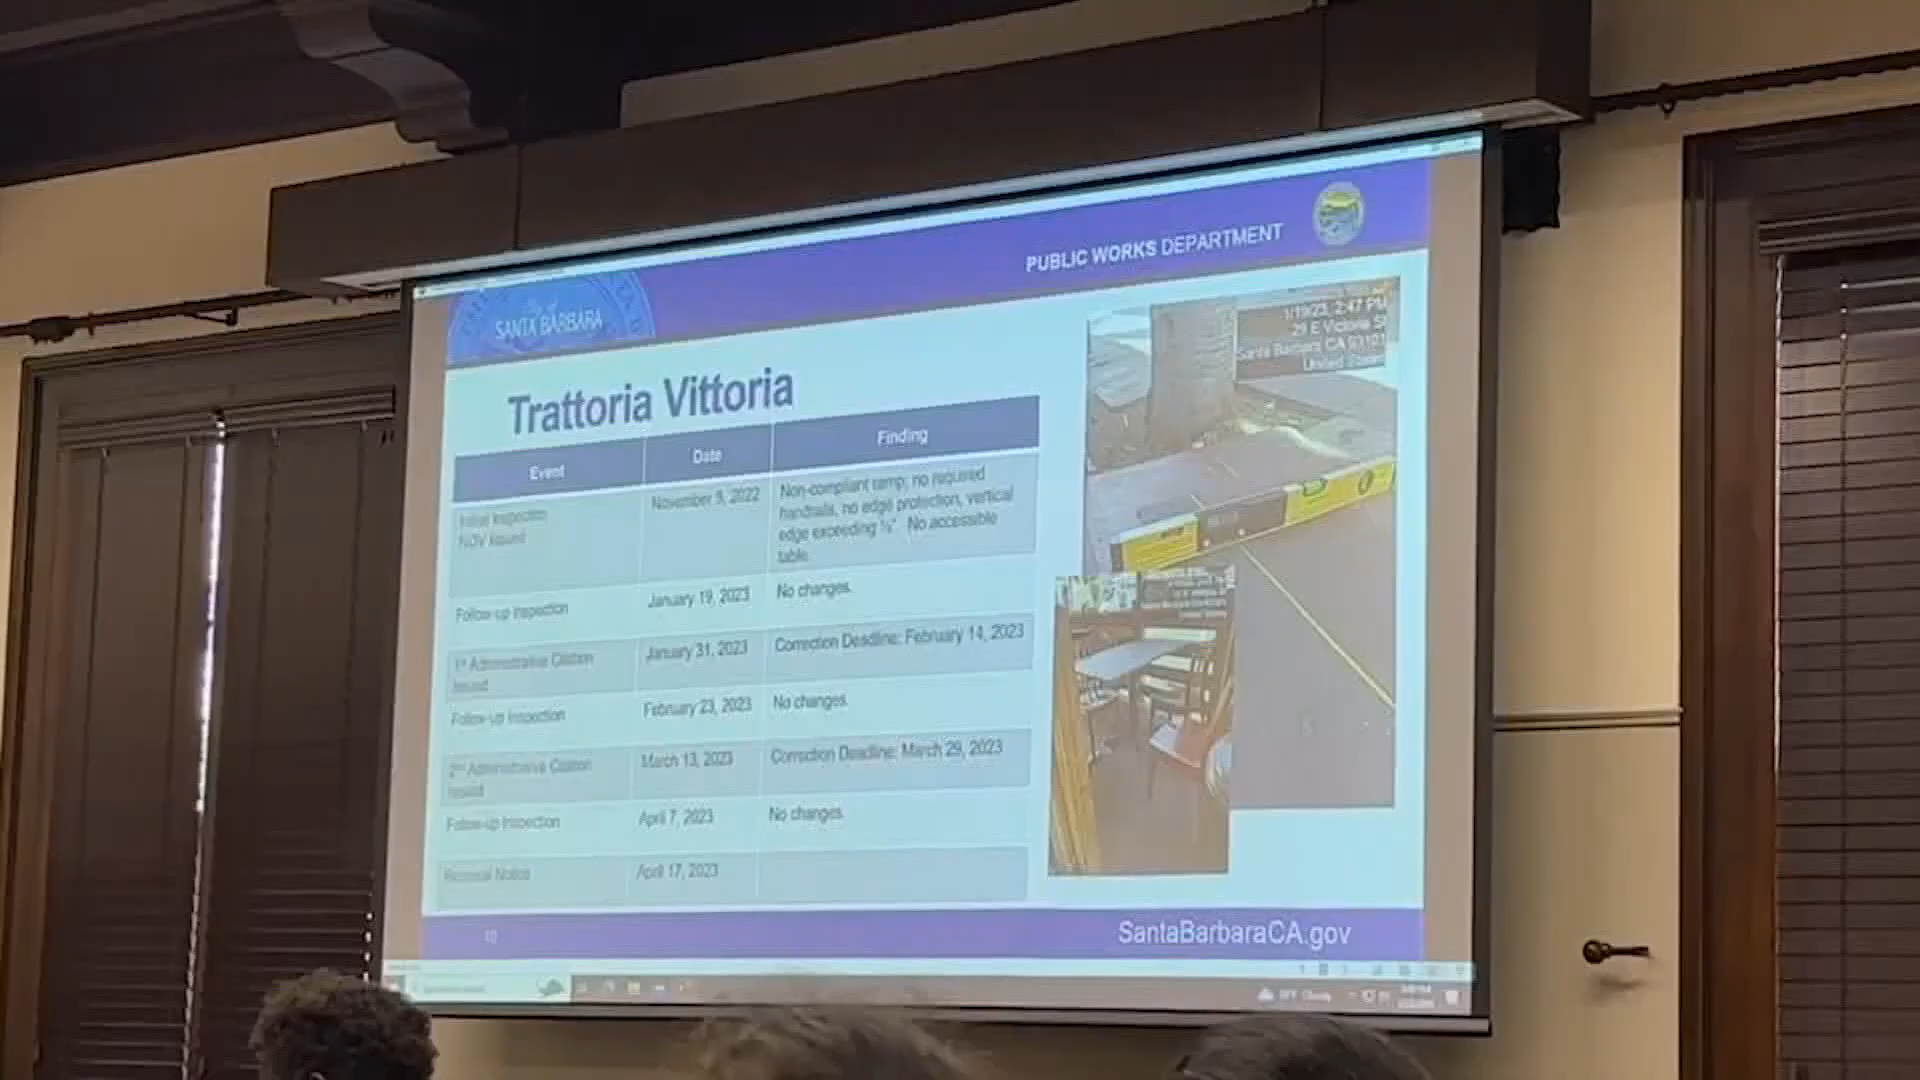 City of
SANTA BARBARA
PUBLIC WORKS DEPARTMENT
Trattoria Vittoria
Event
Date
Finding
Initial Inspection
NOV Issued
November 9, 2022
Non-compliant ramp; no required
handrails, no edge protection, vertical
edge exceeding ½". No accessible
table.
Follow-up Inspection
January 19, 2023
No changes.
1st Administrative Citation
Issued
January 31, 2023
Correction Deadline: February 14, 2023
Follow-up Inspection
February 23, 2023
No changes.
2nd Administrative Citation
Issued
March 13, 2023
Correction Deadline: March 29, 2023
Follow-up Inspection
April 7, 2023
No changes.
Removal Notice
April 17, 2023
1/19/23, 2:47 PM
29 E Victoria St
Santa Barbara CA 93101
United States
10
SantaBarbaraCA.gov
Cloudy